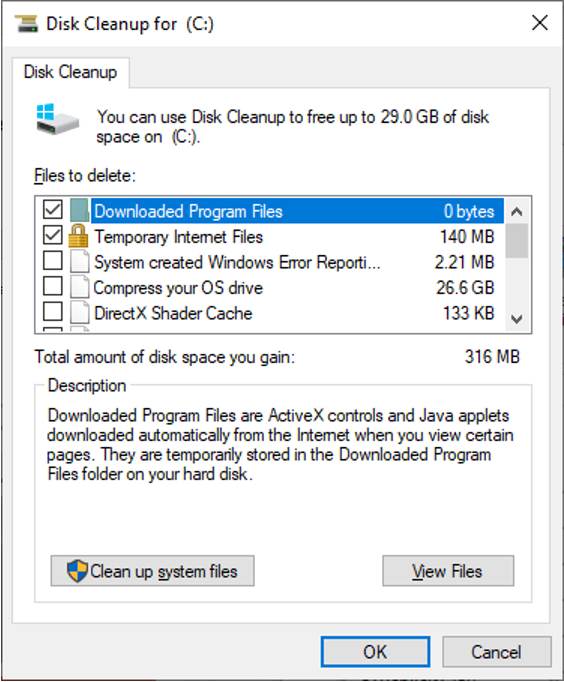 Disk Cleanup for (C:)
Disk Cleanup
You can use Disk Cleanup to free up to 29.0 GB of disk
space on (C:).
Files to delete:
Downloaded Program Files 0 bytes
Temporary Internet Files 140 MB
System created Windows Error Reporti... 2.21 MB
Compress your OS drive 26.6 GB
DirectX Shader Cache 133 KB
Total amount of disk space you gain: 316 MB
Description
Downloaded Program Files are ActiveX controls and Java applets
downloaded automatically from the Internet when you view certain
pages. They are temporarily stored in the Downloaded Program
Files folder on your hard disk.
Clean up system files View Files
OK Cancel